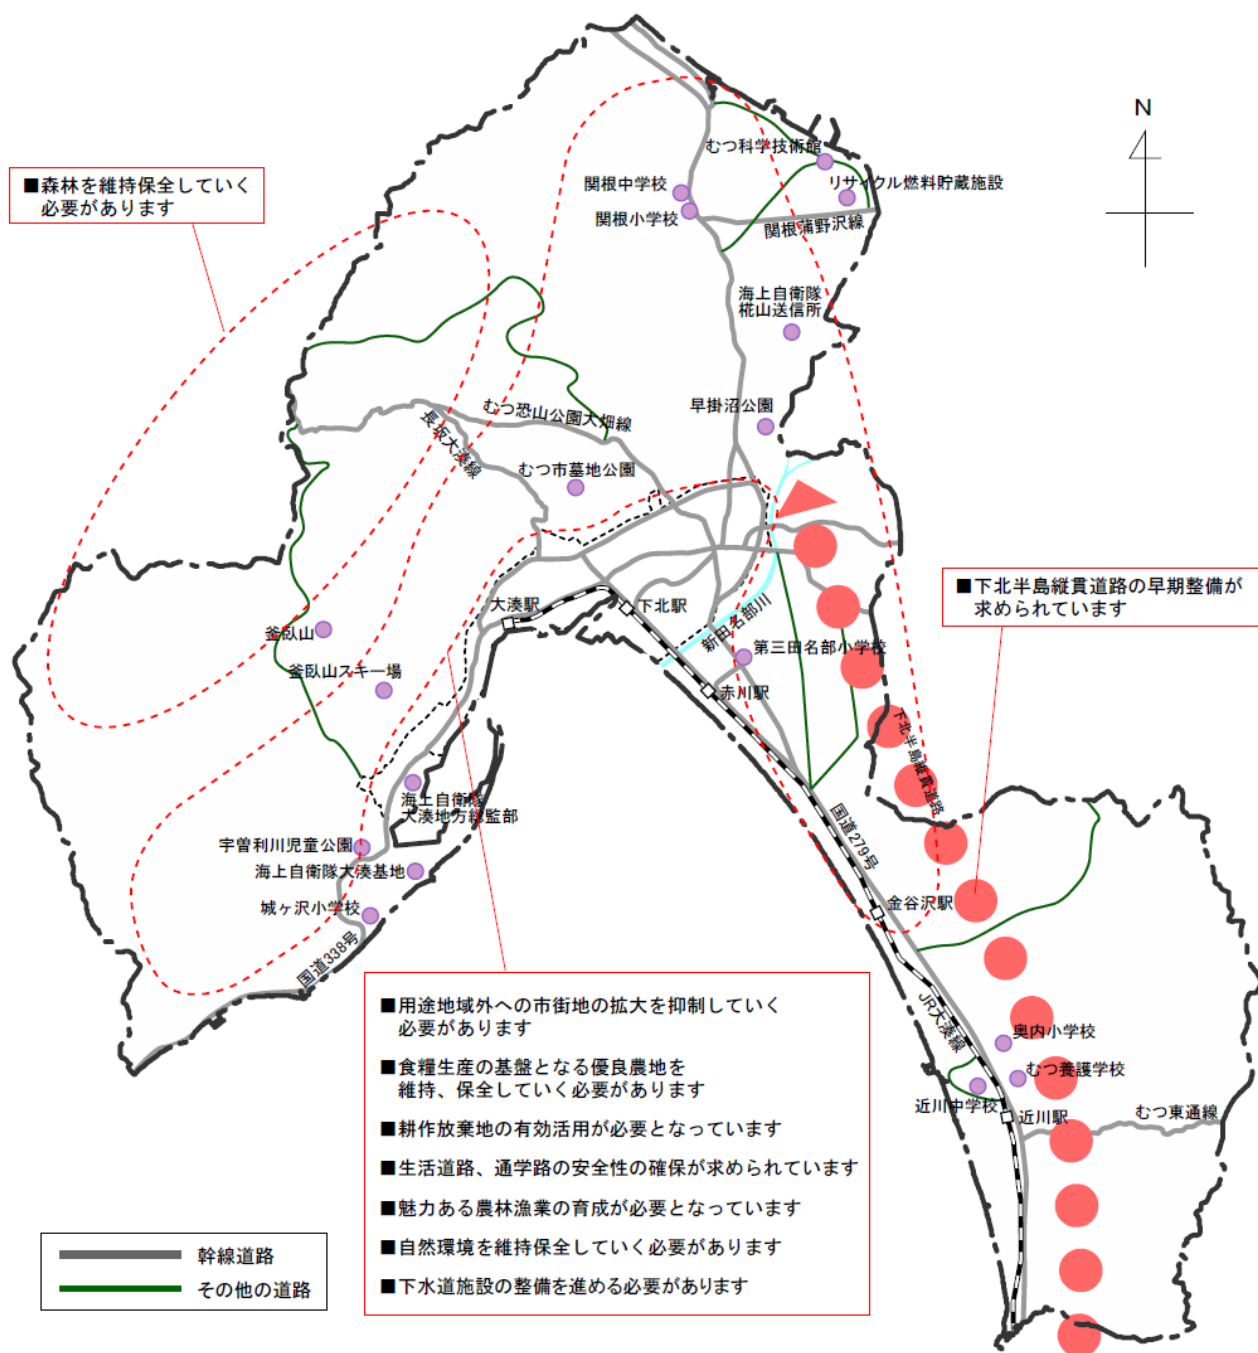 N
■森林を維持保全していく
必要があります
むつ科学技術館
関根中学校
リサイクル燃料貯蔵施設
関根小学校
関根蒲野沢線
海上自衛隊
椛山送信所
早掛沼公園
むつ恐山公園大畑線
長坂大湊線
むつ市墓地公園
■下北半島縦貫道路の早期整備が
求められています
大湊駅
下北駅
新田名部川
釜臥山
第三田名部小学校
釜臥山スキー場
赤川駅
下北半島縦貫道路
海上自衛隊
大湊地方総監部
国道279号
宇曽利川児童公園
海上自衛隊大湊基地
金谷沢駅
城ヶ沢小学校
国道338号
■用途地域外への市街地の拡大を抑制していく
必要があります
■食糧生産の基盤となる優良農地を
維持、保全していく必要があります
■耕作放棄地の有効活用が必要となっています
■生活道路、通学路の安全性の確保が求められています
■魅力ある農林漁業の育成が必要となっています
■自然環境を維持保全していく必要があります
■下水道施設の整備を進める必要があります
JR大湊線
奥内小学校
むつ養護学校
近川中学校
近川駅
むつ東通線
幹線道路
その他の道路